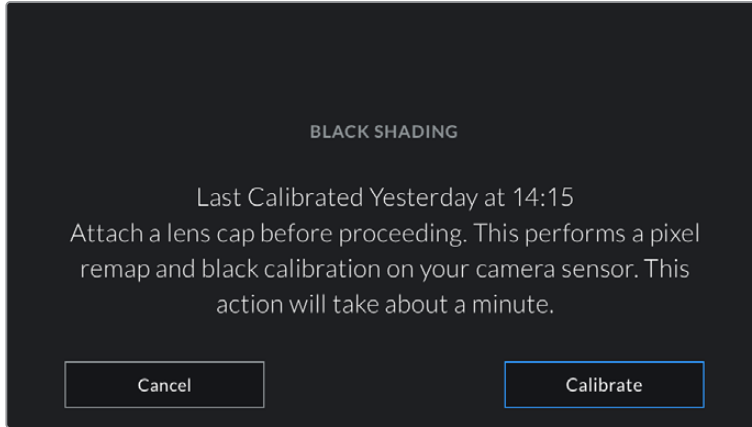 BLACK SHADING
Last Calibrated Yesterday at 14:15
Attach a lens cap before proceeding. This performs a pixel
remap and black calibration on your camera sensor. This
action will take about a minute.
Cancel
Calibrate